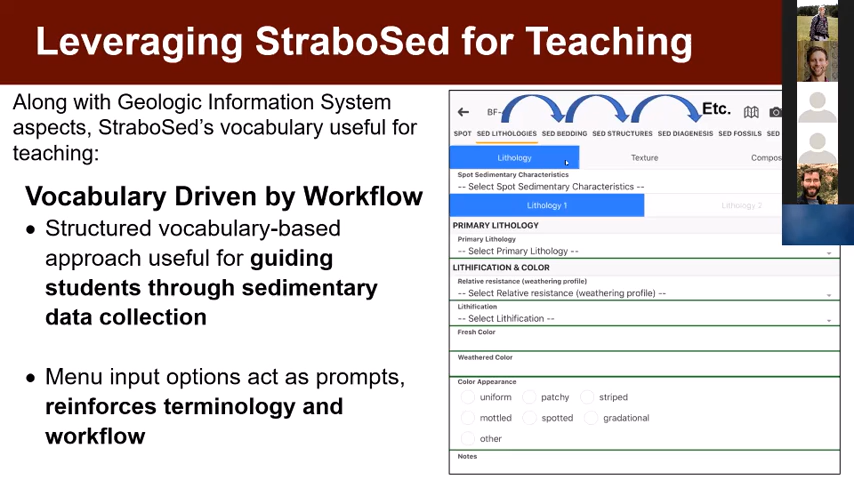 Leveraging StraboSed for Teaching
Along with Geologic Information System
aspects, StraboSed's vocabulary useful for
teaching:
Vocabulary Driven by Workflow
• Structured vocabulary-based
approach useful for guiding
students through sedimentary
data collection
• Menu input options act as prompts,
reinforces terminology and
workflow
BF-
Etc.
SPOT SED LITHOLOGIES SED BEDDING SED STRUCTURES SED DIAGENESIS SED FOSSILS SED
Lithology Texture Compos
Spot Sedimentary Characteristics
-- Select Spot Sedimentary Characteristics --
Lithology 1 Lithology 2
PRIMARY LITHOLOGY
Primary Lithology
-- Select Primary Lithology --
LITHIFICATION & COLOR
Relative resistance (weathering profile)
-- Select Relative resistance (weathering profile) --
Lithification
-- Select Lithification --
Fresh Color
Weathered Color
Color Appearance
uniform patchy striped
mottled spotted gradational
other
Notes